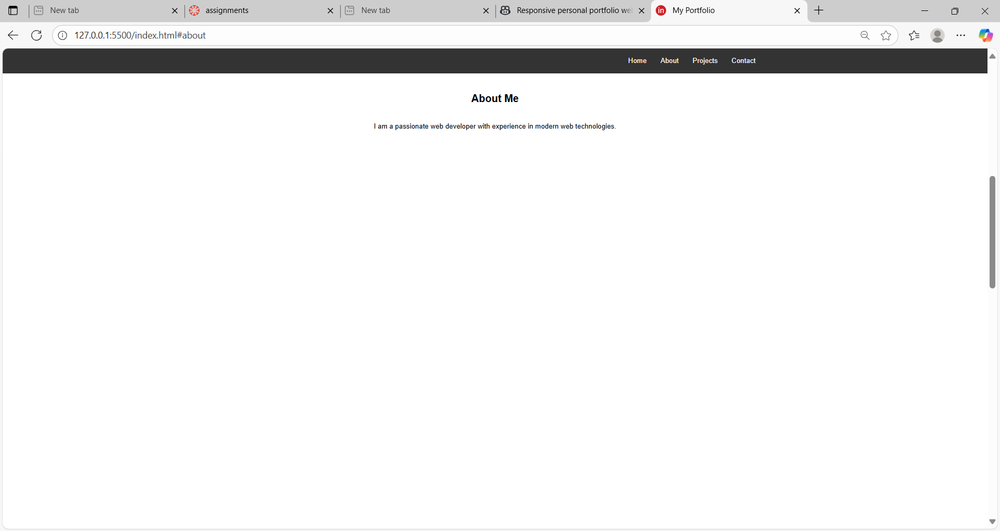 New tab
assignments
New tab
Responsive personal portfolio we
in My Portfolio
127.0.0.1:5500/index.html#about
Home About Projects Contact
About Me
I am a passionate web developer with experience in modern web technologies.